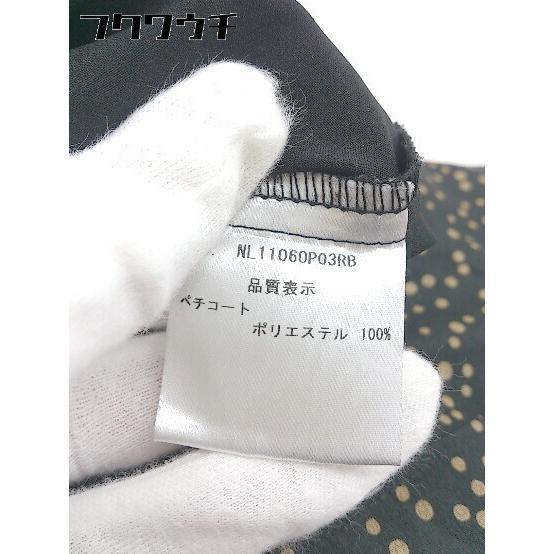 フクワウチ
NL11060P03RB
品質表示
ペチコート
ポリエステル 100%